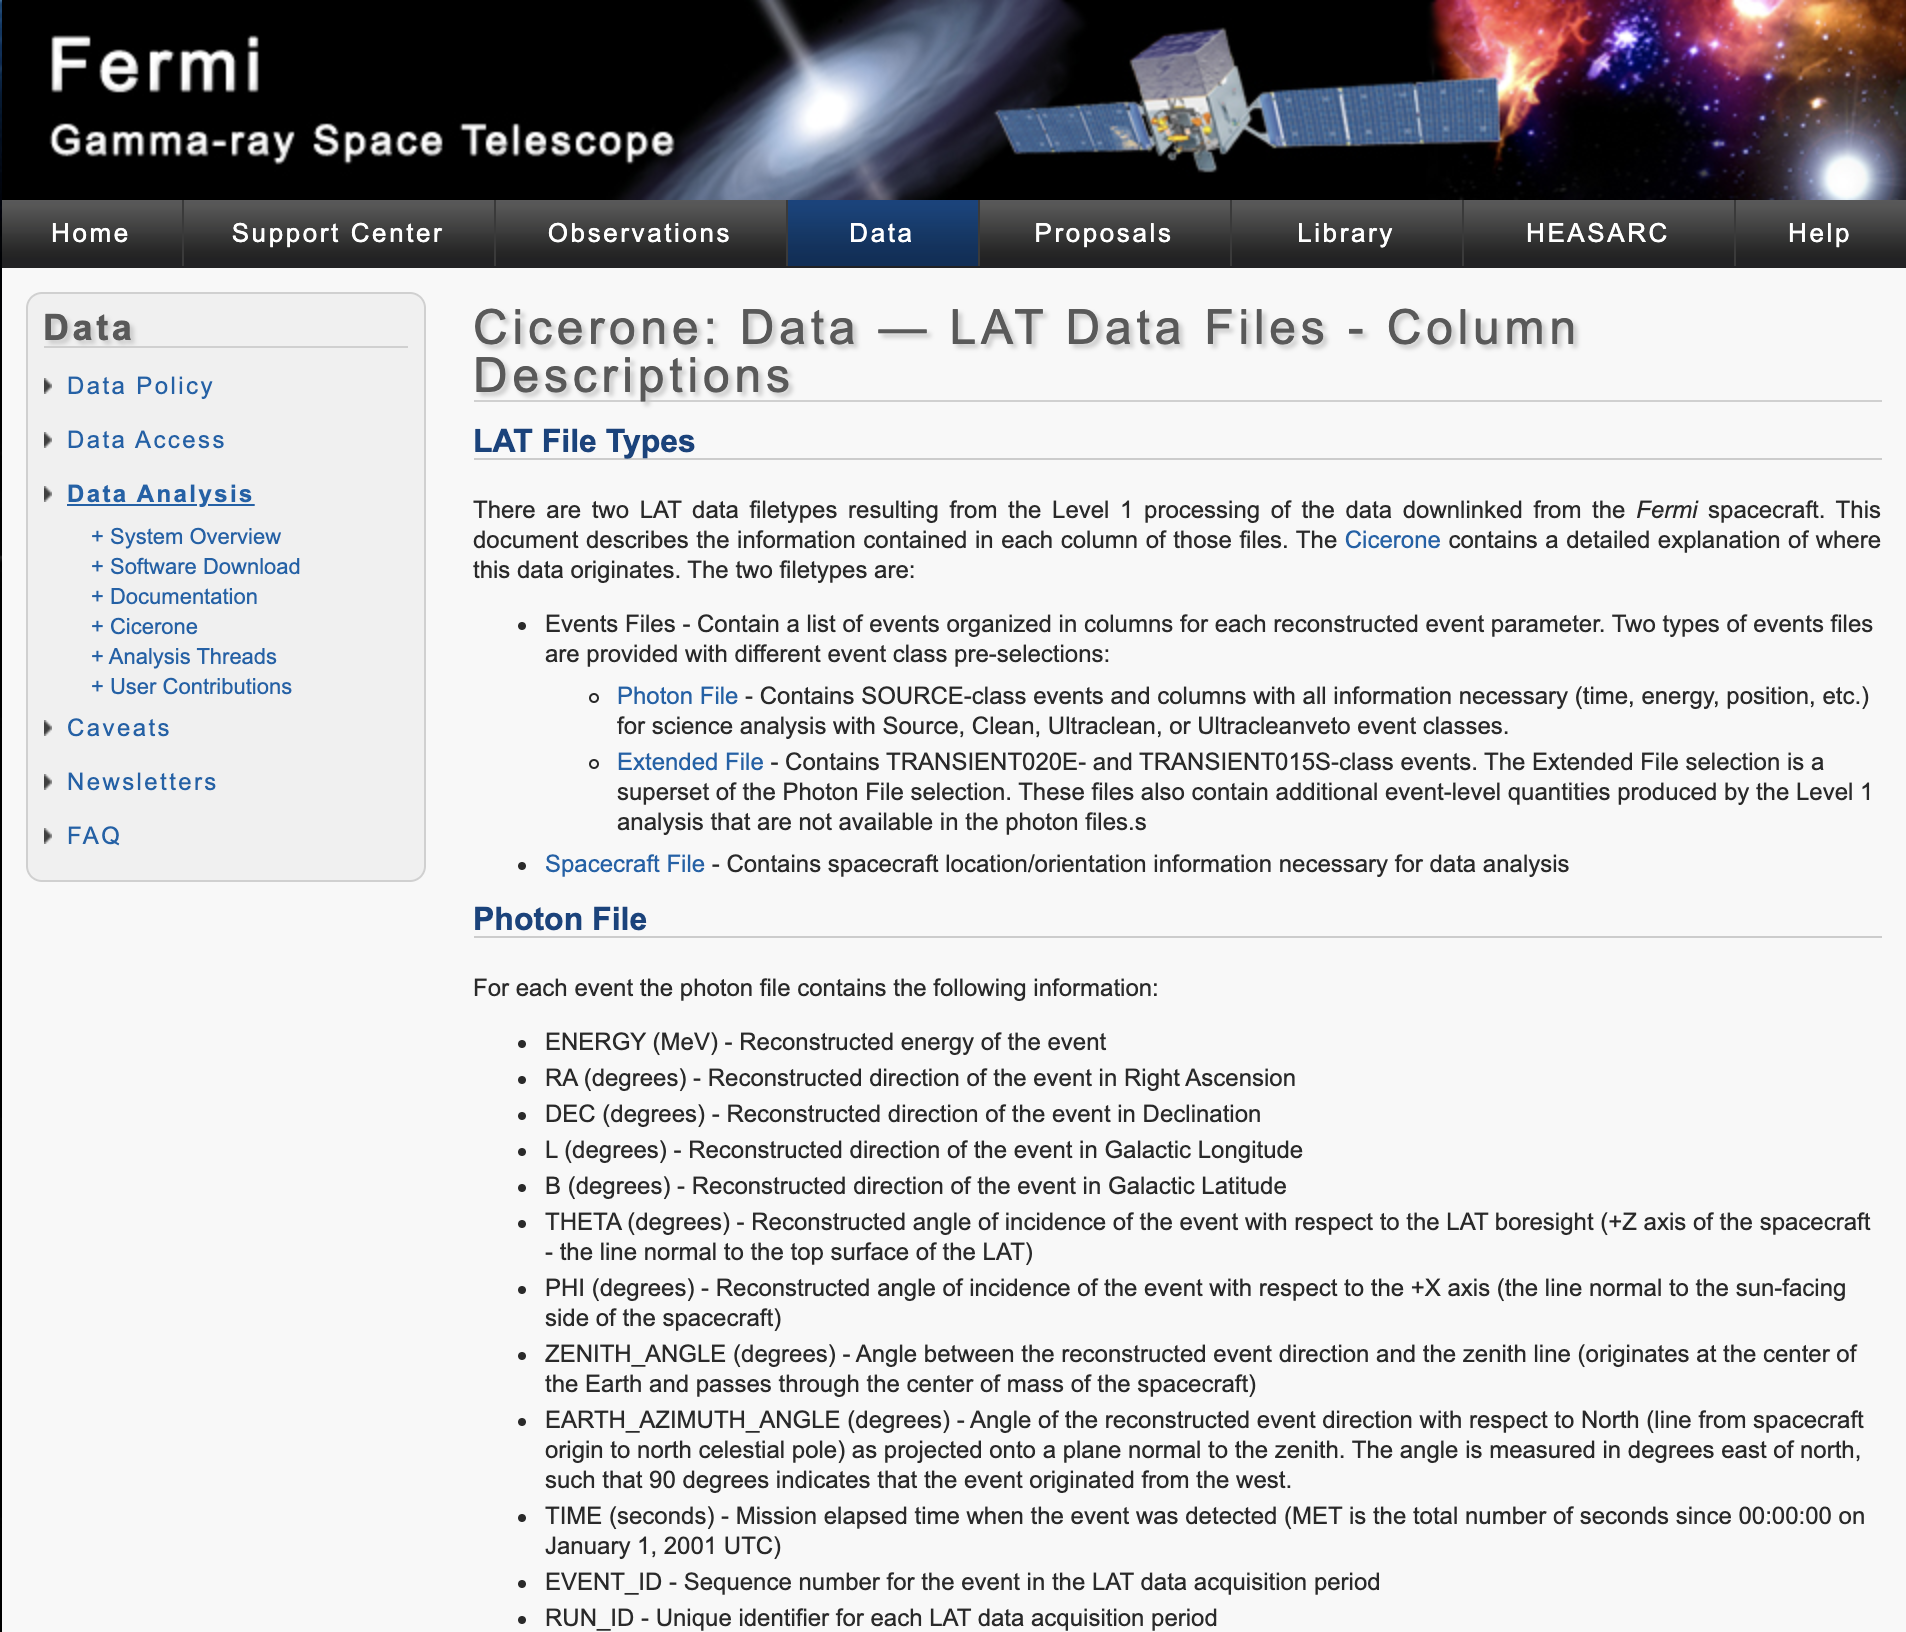 Fermi
Gamma-ray Space Telescope
Home
Support Center
Observations
Data
Proposals
Library
HEASARC
Help
Data
Data Policy
Data Access
Data Analysis
+ System Overview
+ Software Download
+ Documentation
+ Cicerone
+ Analysis Threads
+ User Contributions
Caveats
Newsletters
FAQ
Cicerone: Data — LAT Data Files - Column
Descriptions
LAT File Types
There are two LAT data filetypes resulting from the Level 1 processing of the data downlinked from the Fermi spacecraft. This
document describes the information contained in each column of those files. The Cicerone contains a detailed explanation of where
this data originates. The two filetypes are:
• Events Files - Contain a list of events organized in columns for each reconstructed event parameter. Two types of events files
are provided with different event class pre-selections:
○ Photon File - Contains SOURCE-class events and columns with all information necessary (time, energy, position, etc.)
for science analysis with Source, Clean, Ultraclean, or Ultracleanveto event classes.
○ Extended File - Contains TRANSIENT020E- and TRANSIENT015S-class events. The Extended File selection is a
superset of the Photon File selection. These files also contain additional event-level quantities produced by the Level 1
analysis that are not available in the photon files.s
• Spacecraft File - Contains spacecraft location/orientation information necessary for data analysis
Photon File
For each event the photon file contains the following information:
• ENERGY (MeV) - Reconstructed energy of the event
• RA (degrees) - Reconstructed direction of the event in Right Ascension
• DEC (degrees) - Reconstructed direction of the event in Declination
• L (degrees) - Reconstructed direction of the event in Galactic Longitude
• B (degrees) - Reconstructed direction of the event in Galactic Latitude
• THETA (degrees) - Reconstructed angle of incidence of the event with respect to the LAT boresight (+Z axis of the spacecraft
- the line normal to the top surface of the LAT)
• PHI (degrees) - Reconstructed angle of incidence of the event with respect to the +X axis (the line normal to the sun-facing
side of the spacecraft)
• ZENITH_ANGLE (degrees) - Angle between the reconstructed event direction and the zenith line (originates at the center of
the Earth and passes through the center of mass of the spacecraft)
• EARTH_AZIMUTH_ANGLE (degrees) - Angle of the reconstructed event direction with respect to North (line from spacecraft
origin to north celestial pole) as projected onto a plane normal to the zenith. The angle is measured in degrees east of north,
such that 90 degrees indicates that the event originated from the west.
• TIME (seconds) - Mission elapsed time when the event was detected (MET is the total number of seconds since 00:00:00 on
January 1, 2001 UTC)
• EVENT_ID - Sequence number for the event in the LAT data acquisition period
• RUN_ID - Unique identifier for each LAT data acquisition period